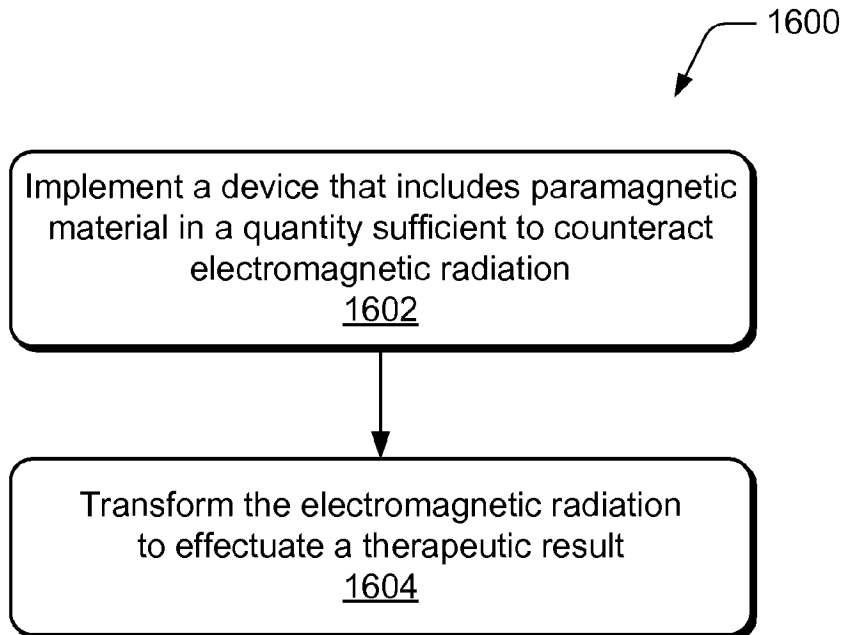 1600
Implement a device that includes paramagnetic
material in a quantity sufficient to counteract
electromagnetic radiation
1602
Transform the electromagnetic radiation
to effectuate a therapeutic result
1604